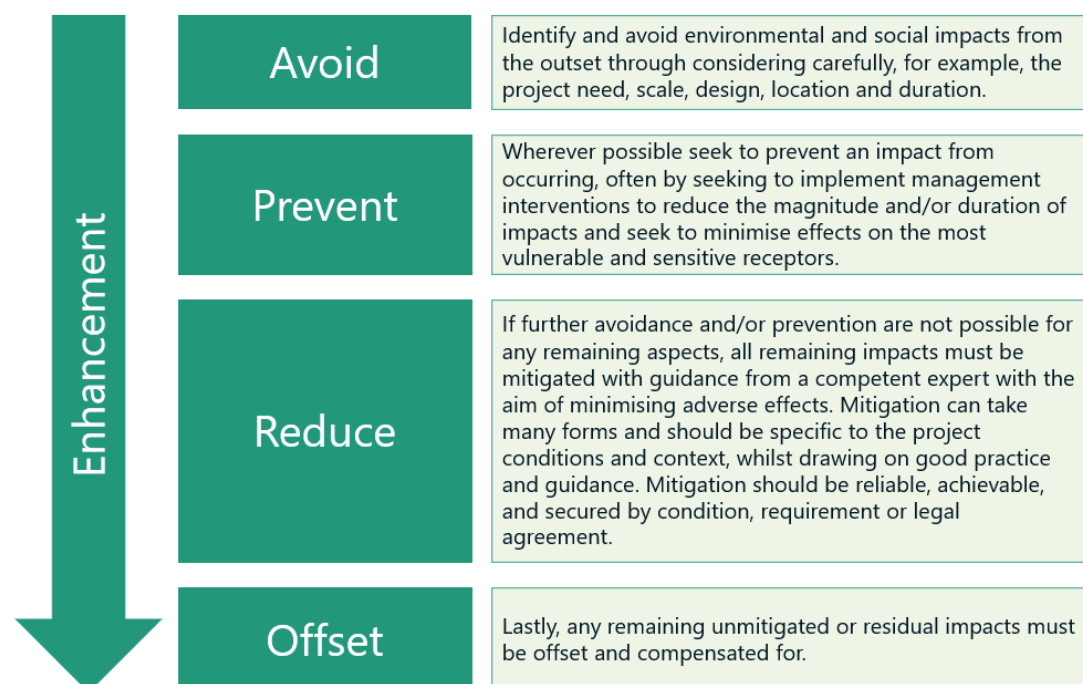 Enhancement
Avoid
Identify and avoid environmental and social impacts from
the outset through considering carefully, for example, the
project need, scale, design, location and duration.
Prevent
Wherever possible seek to prevent an impact from
occurring, often by seeking to implement management
interventions to reduce the magnitude and/or duration of
impacts and seek to minimise effects on the most
vulnerable and sensitive receptors.
Reduce
If further avoidance and/or prevention are not possible for
any remaining aspects, all remaining impacts must be
mitigated with guidance from a competent expert with the
aim of minimising adverse effects. Mitigation can take
many forms and should be specific to the project
conditions and context, whilst drawing on good practice
and guidance. Mitigation should be reliable, achievable,
and secured by condition, requirement or legal
agreement.
Offset
Lastly, any remaining unmitigated or residual impacts must
be offset and compensated for.